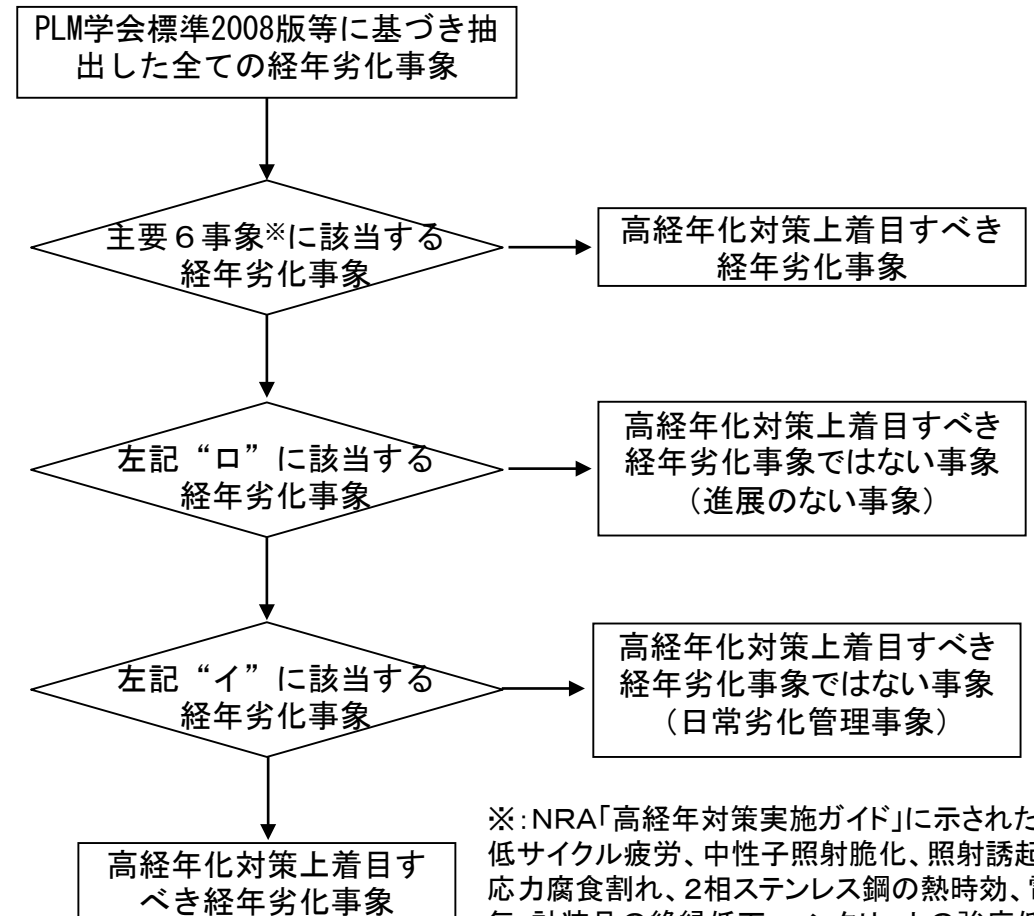 PLM学会標準2008版等に基づき抽
出した全ての経年劣化事象
主要６事象※に該当する
経年劣化事象
高経年化対策上着目すべき
経年劣化事象
左記“ロ”に該当する
経年劣化事象
高経年化対策上着目すべき
経年劣化事象ではない事象
（進展のない事象）
左記“イ”に該当する
経年劣化事象
高経年化対策上着目すべき
経年劣化事象ではない事象
（日常劣化管理事象）
高経年化対策上着目す
べき経年劣化事象
※：NRA「高経年対策実施ガイド」に示された
低サイクル疲労、中性子照射脆化、照射誘起
応力腐食割れ、２相ステンレス鋼の熱時効、